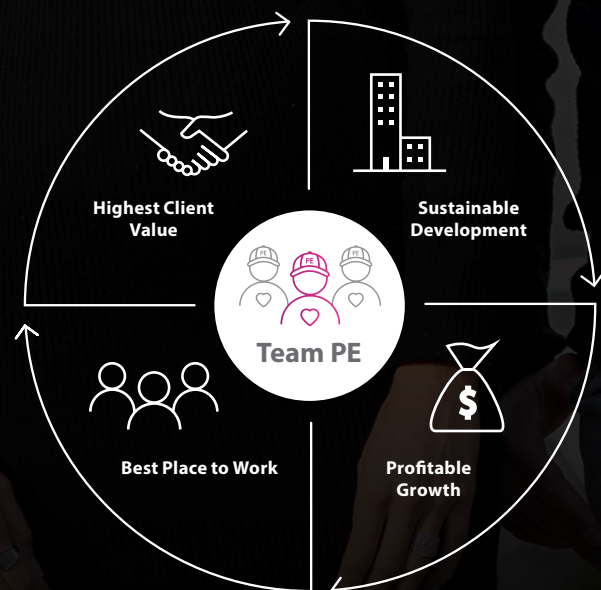 Highest Client
Value
Sustainable
Development
PE
PE
PE
Team PE
Best Place to Work
$
Profitable
Growth